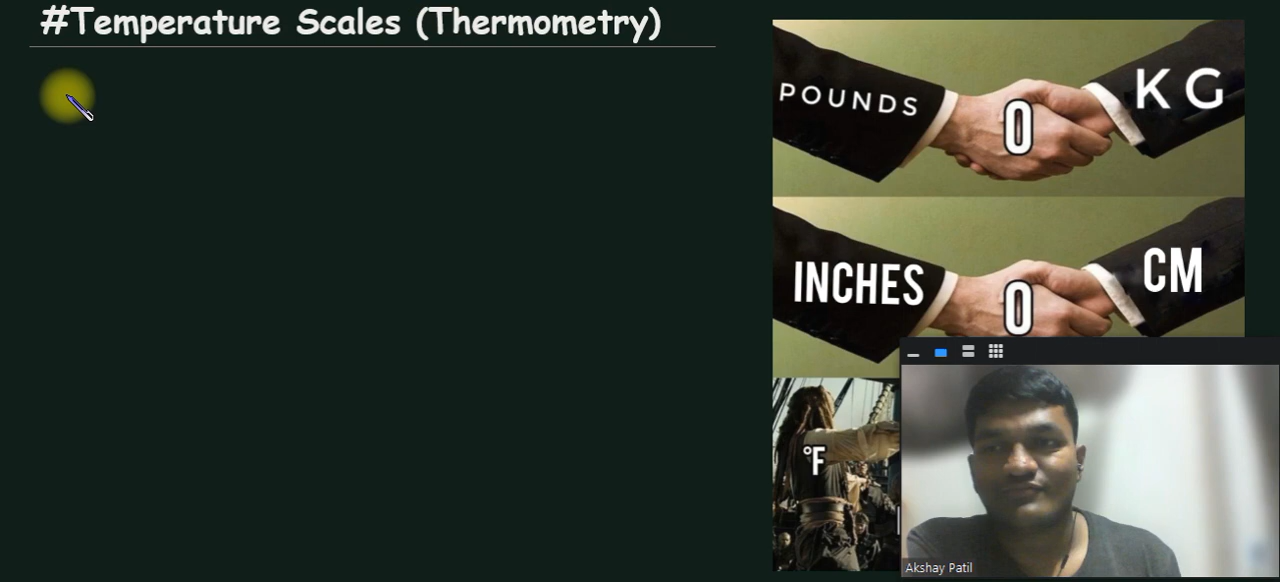 #Temperature Scales (Thermometry)
POUNDS
0
KG
INCHES
0
CM
°F
Akshay Patil